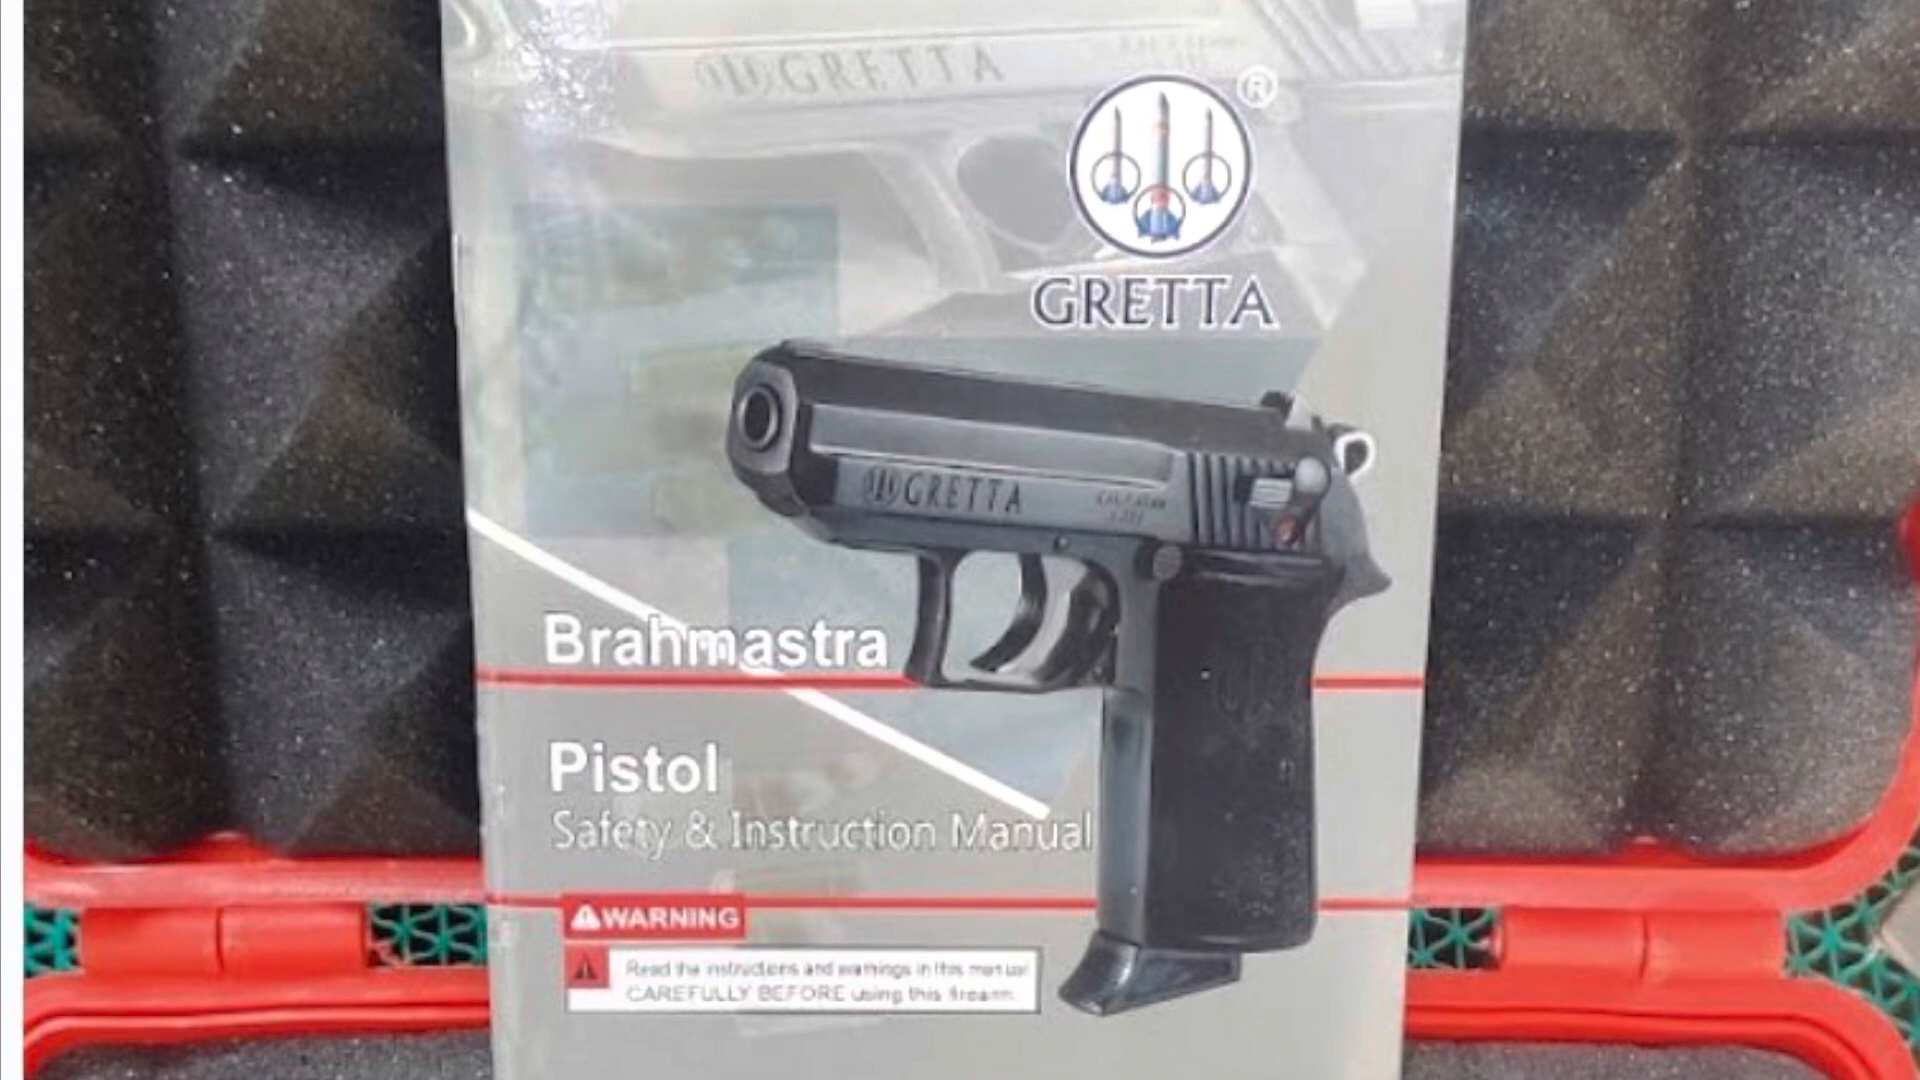 GRETTA
®
GRETTA
GRETTA
Brahmastra
Pistol
Safety & Instruction Manual
WARNING
Read the instructions and warnings in this manual
CAREFULLY BEFORE using this firearm.